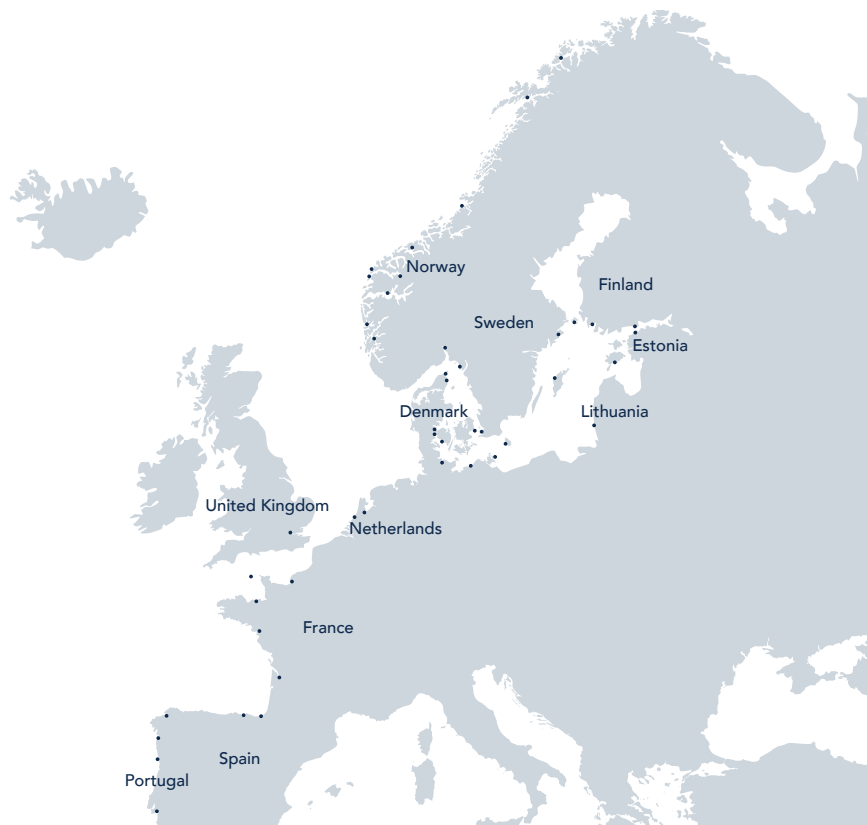 Norway
Finland
Sweden
Estonia
Denmark
Lithuania
United Kingdom
Netherlands
France
Spain
Portugal